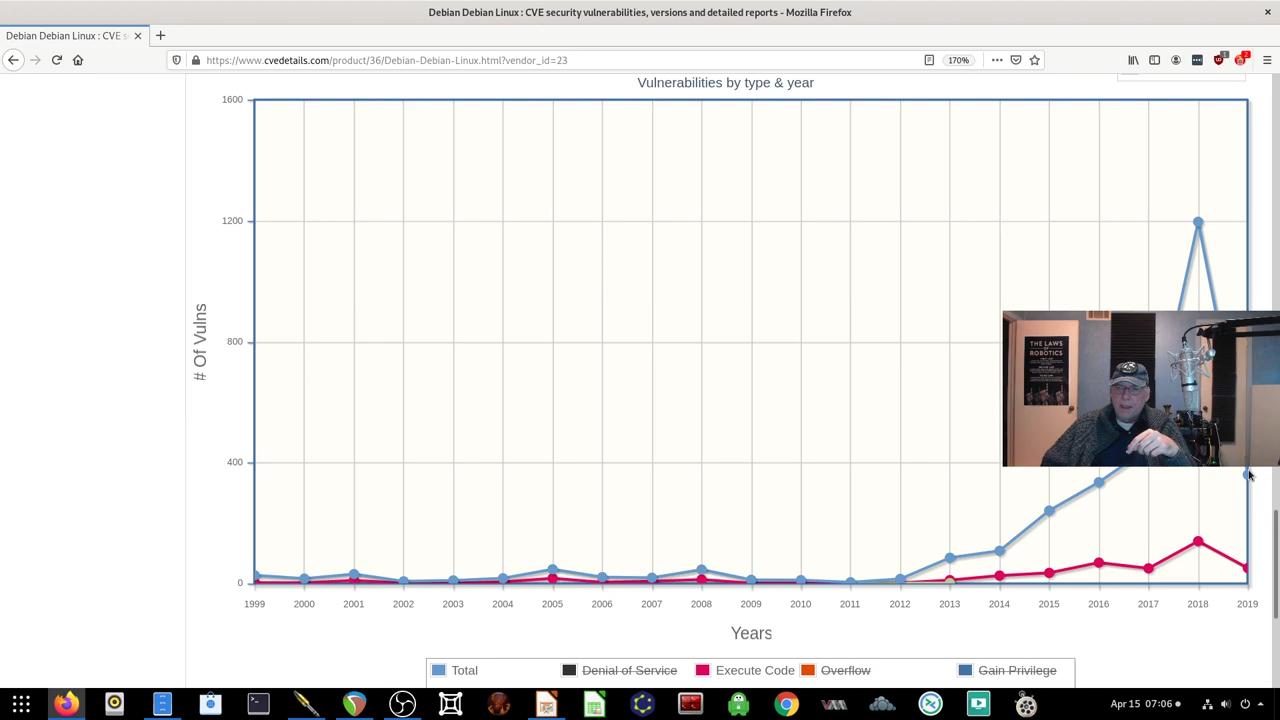 Debian Debian Linux : CVE security vulnerabilities, versions and detailed reports - Mozilla Firefox
Debian Debian Linux : CVE s
https://www.cvedetails.com/product/36/Debian-Debian-Linux.html?vendor_id=23
170%
1
2
Vulnerabilities by type & year
1600
1200
800
400
0
# Of Vulns
THE LAWS
OF
ROBOTICS
1999 2000 2001 2002 2003 2004 2005 2006 2007 2008 2009 2010 2011 2012 2013 2014 2015 2016 2017 2018 2019
Years
Total Denial of Service Execute Code Overflow Gain Privilege
Apr 15 07:06